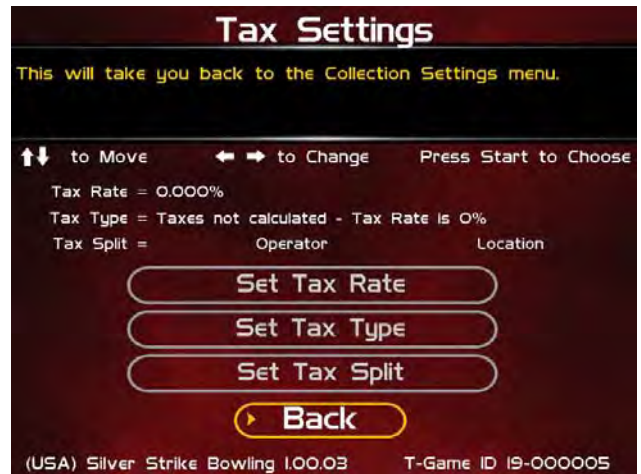 Tax Settings
This will take you back to the Collection Settings menu.
to Move to Change Press Start to Choose
Tax Rate = 0.000%
Tax Type = Taxes not calculated - Tax Rate is 0%
Tax Split = Operator Location
Set Tax Rate
Set Tax Type
Set Tax Split
Back
(USA) Silver Strike Bowling 1.00.03 T-Game ID 19-000005